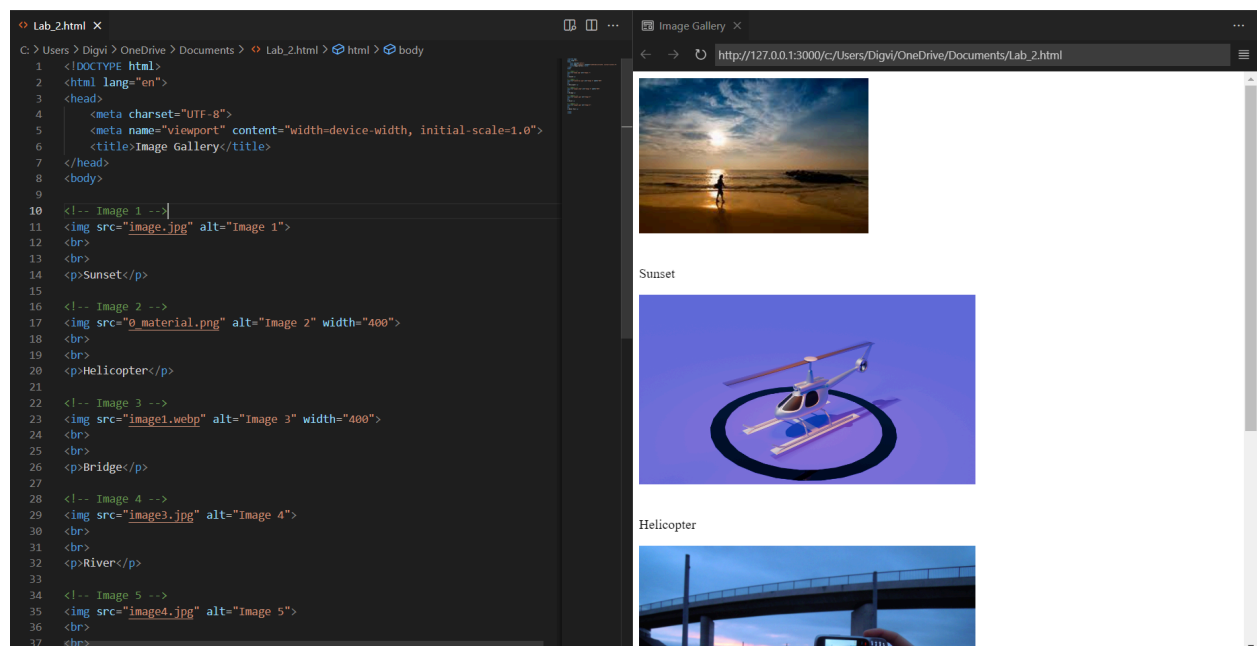 Lab_2.html
C: > Users > Digvi > OneDrive > Documents > Lab_2.html > html > body
1 <!DOCTYPE html>
2 <html lang="en">
3 <head>
4     <meta charset="UTF-8">
5     <meta name="viewport" content="width=device-width, initial-scale=1.0">
6     <title>Image Gallery</title>
7 </head>
8 <body>
9
10 <!-- Image 1 -->
11 <img src="image.jpg" alt="Image 1">
12 <br>
13 <br>
14 <p>Sunset</p>
15
16 <!-- Image 2 -->
17 <img src="0_material.png" alt="Image 2" width="400">
18 <br>
19 <br>
20 <p>Helicopter</p>
21
22 <!-- Image 3 -->
23 <img src="image1.webp" alt="Image 3" width="400">
24 <br>
25 <br>
26 <p>Bridge</p>
27
28 <!-- Image 4 -->
29 <img src="image3.jpg" alt="Image 4">
30 <br>
31 <br>
32 <p>River</p>
33
34 <!-- Image 5 -->
35 <img src="image4.jpg" alt="Image 5">
36 <br>
37 <br>
Image Gallery
http://127.0.0.1:3000/c:/Users/Digvi/OneDrive/Documents/Lab_2.html
Sunset
Helicopter